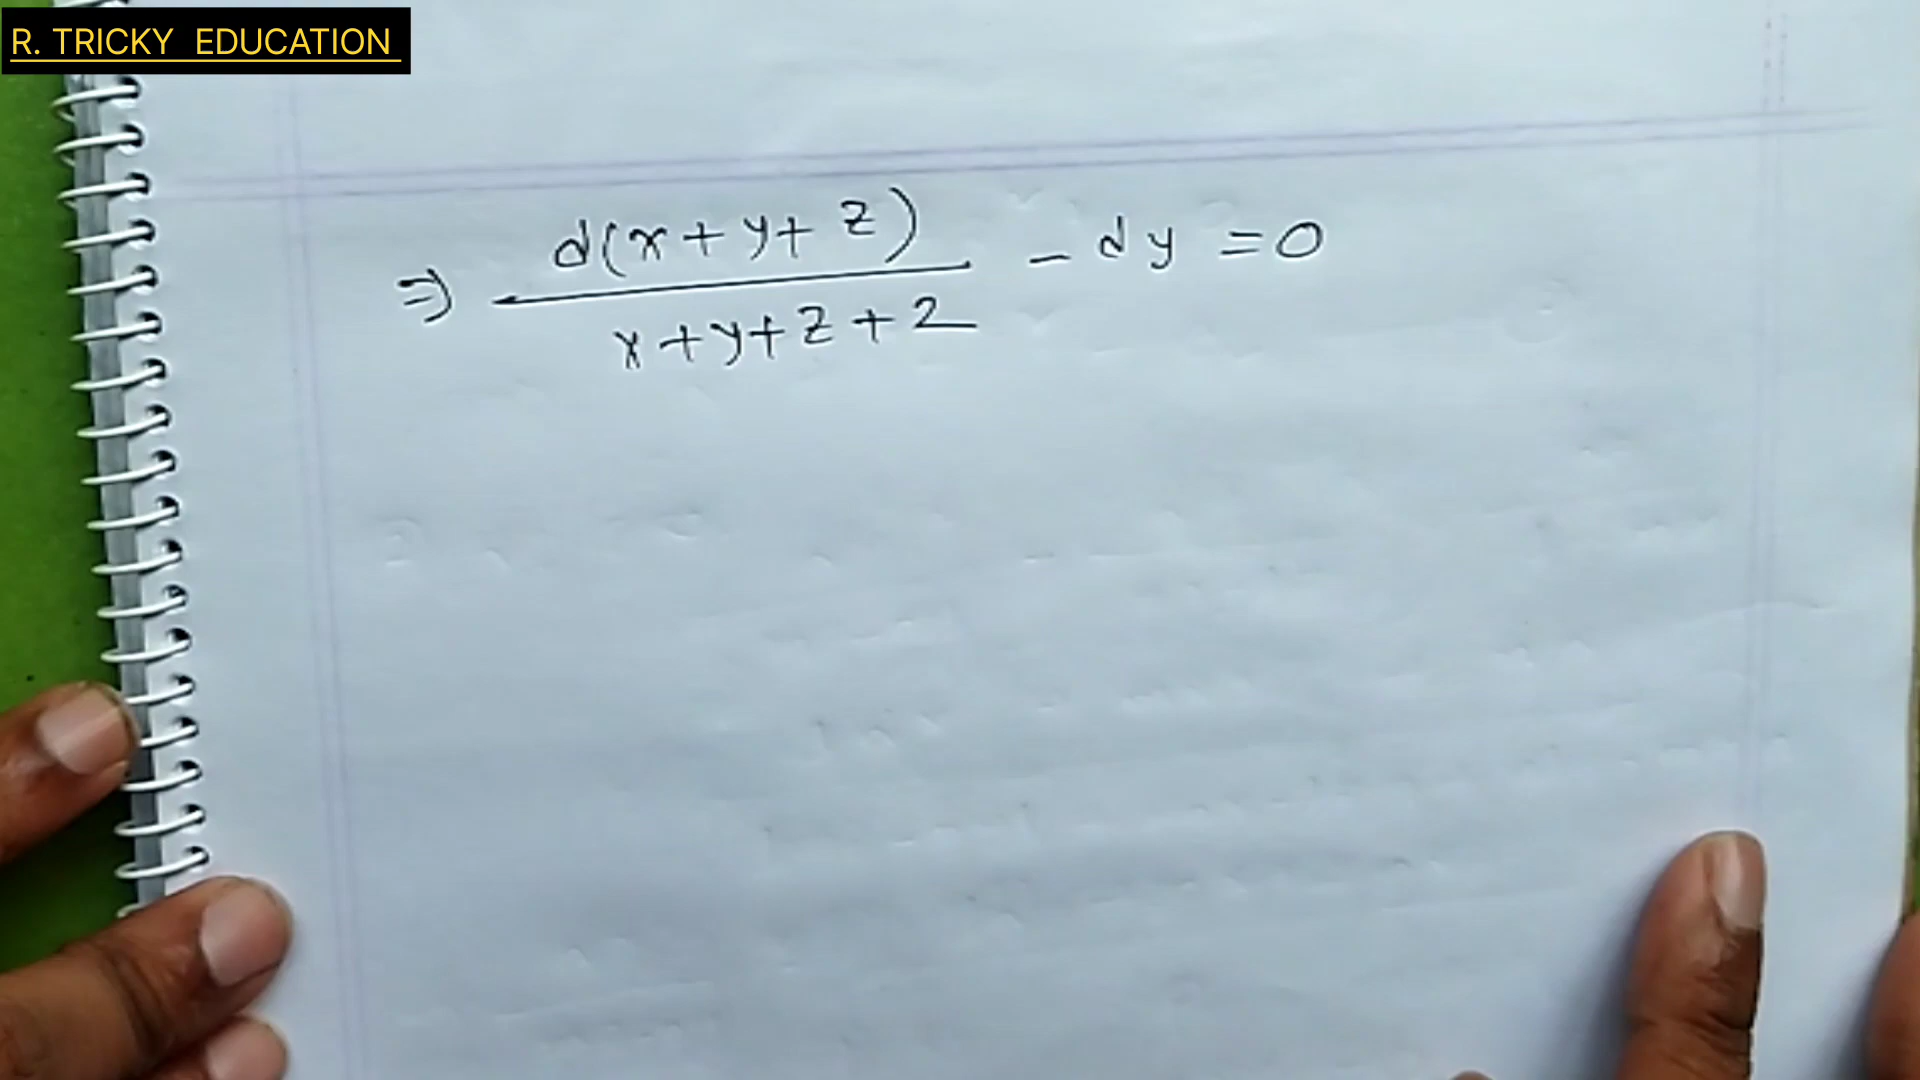 R. TRICKY EDUCATION
⇒ d(x+y+z)/(x+y+z+2) - dy = 0